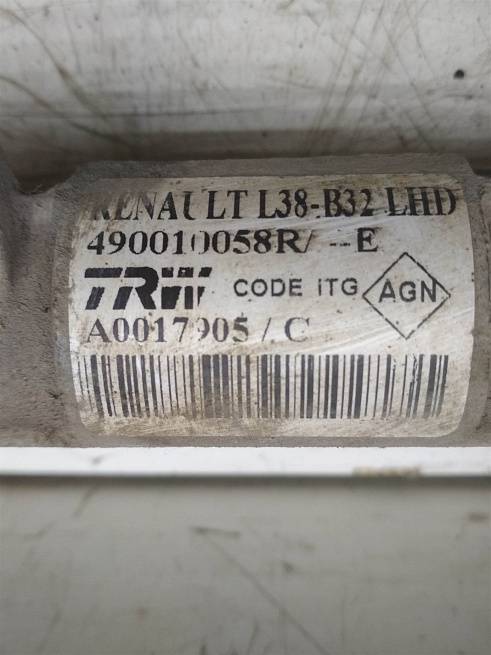 RENAULT L38-B32 LHD
490010058R/ --E
TRW CODE ITG AGN
A0017905 / C